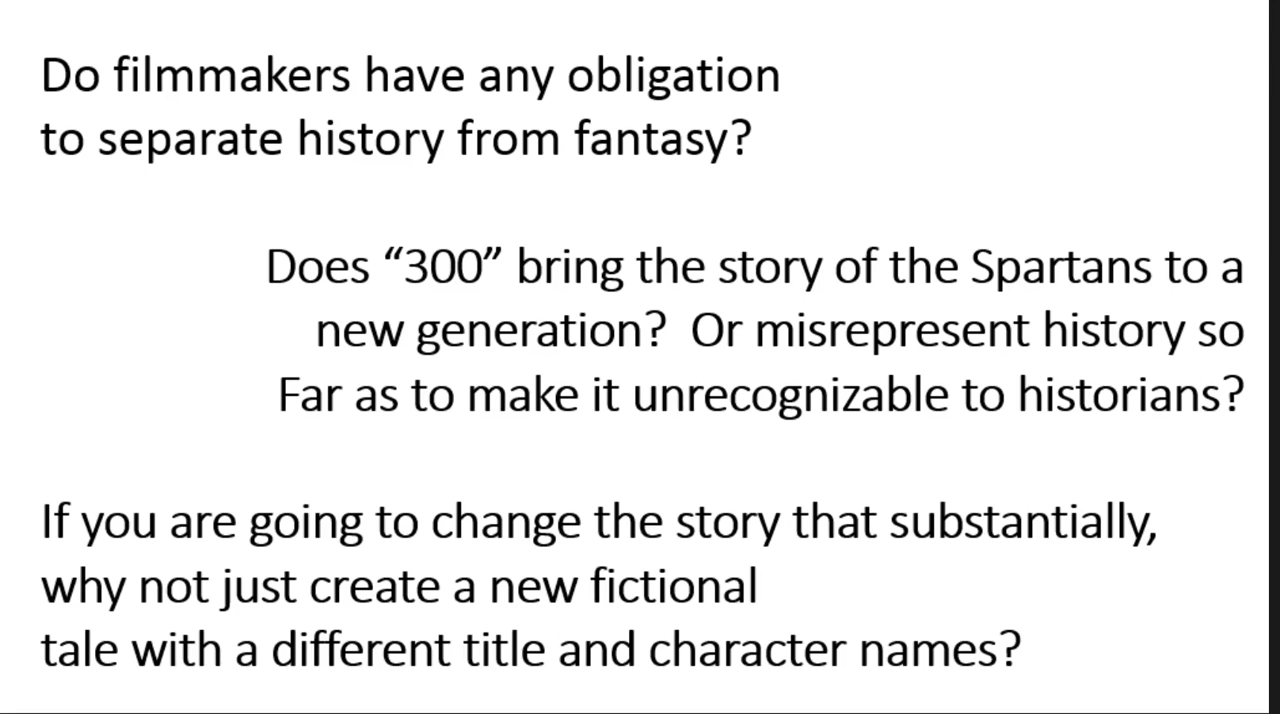 Do filmmakers have any obligation
to separate history from fantasy?
Does “300” bring the story of the Spartans to a
new generation?  Or misrepresent history so
Far as to make it unrecognizable to historians?
If you are going to change the story that substantially,
why not just create a new fictional
tale with a different title and character names?